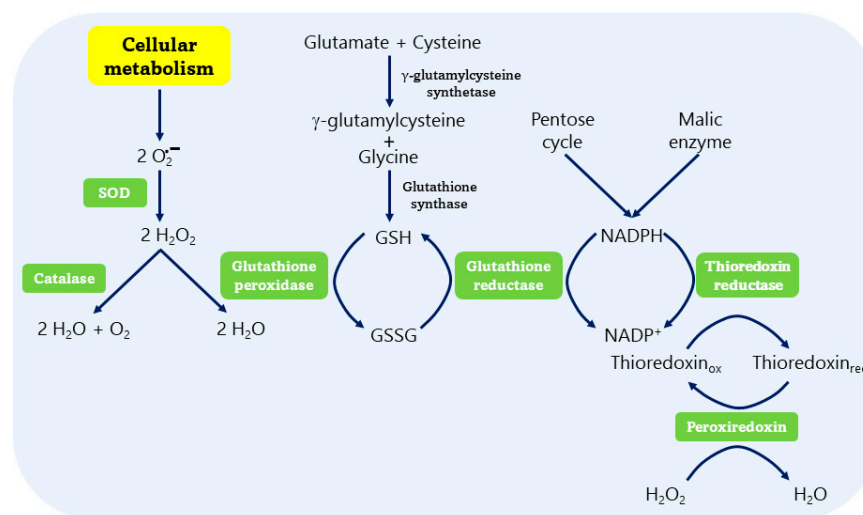 Cellular
metabolism
2 O₂•−
SOD
2 H₂O₂
Catalase
2 H₂O + O₂
2 H₂O
Glutamate + Cysteine
γ-glutamylcysteine
synthetase
γ-glutamylcysteine
+
Glycine
Glutathione
synthase
GSH
Glutathione
peroxidase
Glutathione
reductase
GSSG
Pentose
cycle
Malic
enzyme
NADPH
Thioredoxin
reductase
NADP⁺
Thioredoxinₒₓ
Thioredoxin_red
Peroxiredoxin
H₂O₂
H₂O